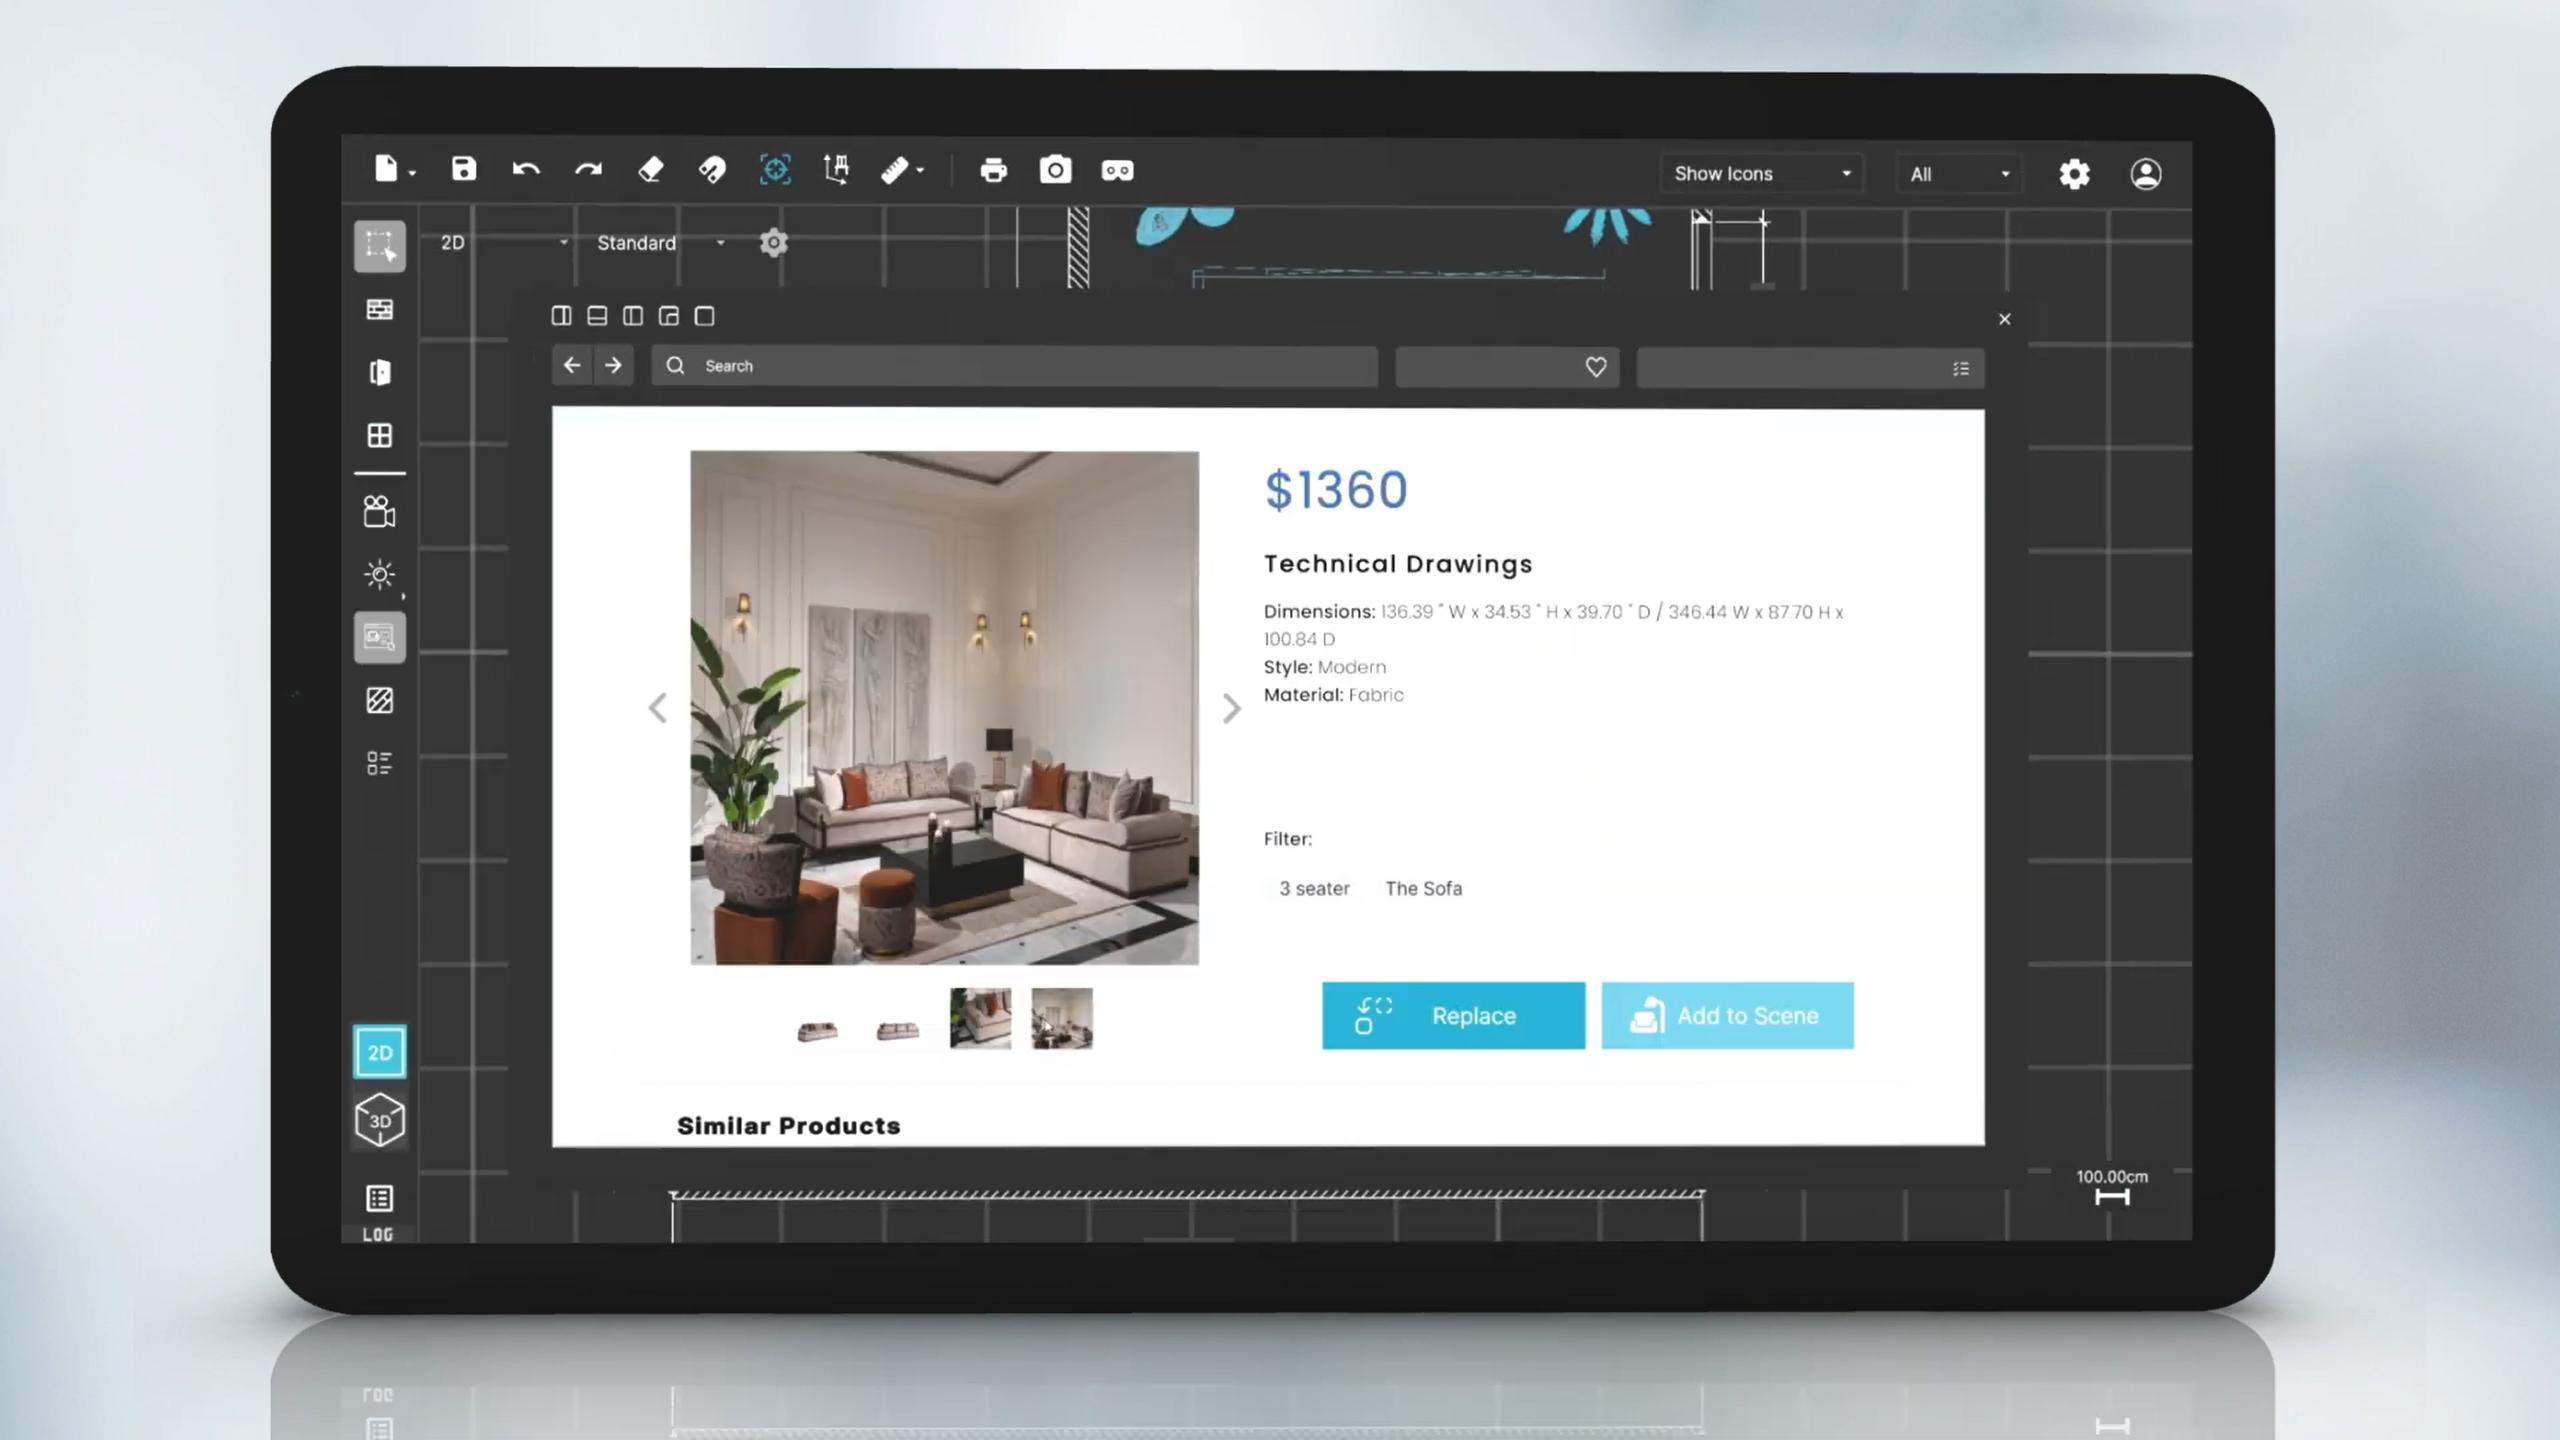 Show Icons
All
2D
Standard
Search
$1360
Technical Drawings
Dimensions: 136.39 " W x 34.53 " H x 39.70 " D / 346.44 W x 87.70 H x
100.84 D
Style: Modern
Material: Fabric
Filter:
3 seater
The Sofa
Replace
Add to Scene
Similar Products
2D
3D
LOG
100.00cm